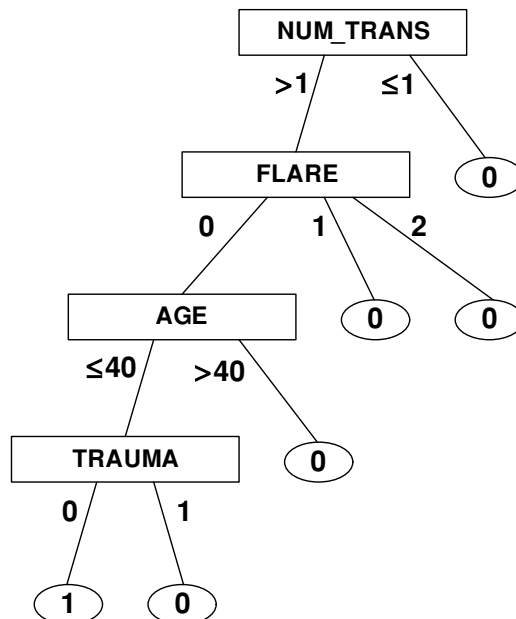 NUM_TRANS
>1 ≤1
FLARE 0
0 1 2
AGE 0 0
≤40 >40
TRAUMA 0
0 1
1 0